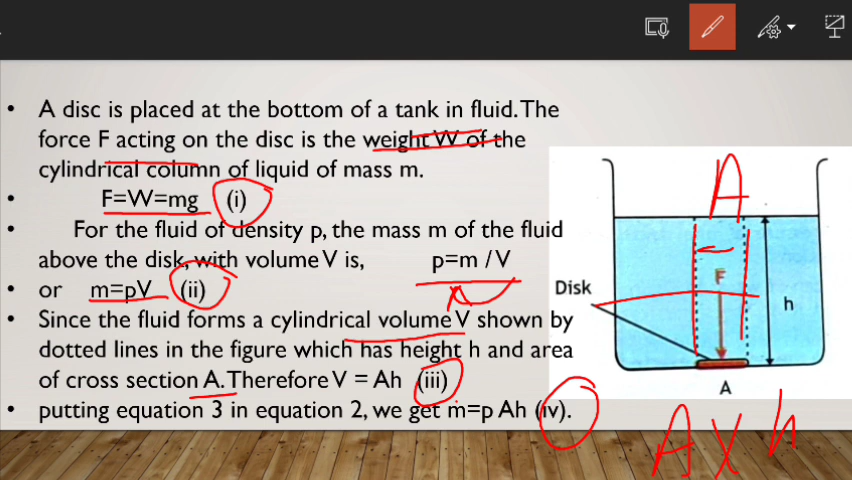 • A disc is placed at the bottom of a tank in fluid. The
force F acting on the disc is the weight W of the
cylindrical column of liquid of mass m.
• F=W=mg (i)
• For the fluid of density p, the mass m of the fluid
above the disk, with volume V is, p=m / V
• or m=pV (ii)
• Since the fluid forms a cylindrical volume V shown by
dotted lines in the figure which has height h and area
of cross section A. Therefore V = Ah (iii)
• putting equation 3 in equation 2, we get m=p Ah (iv).
A
F
Disk
h
A
A x h